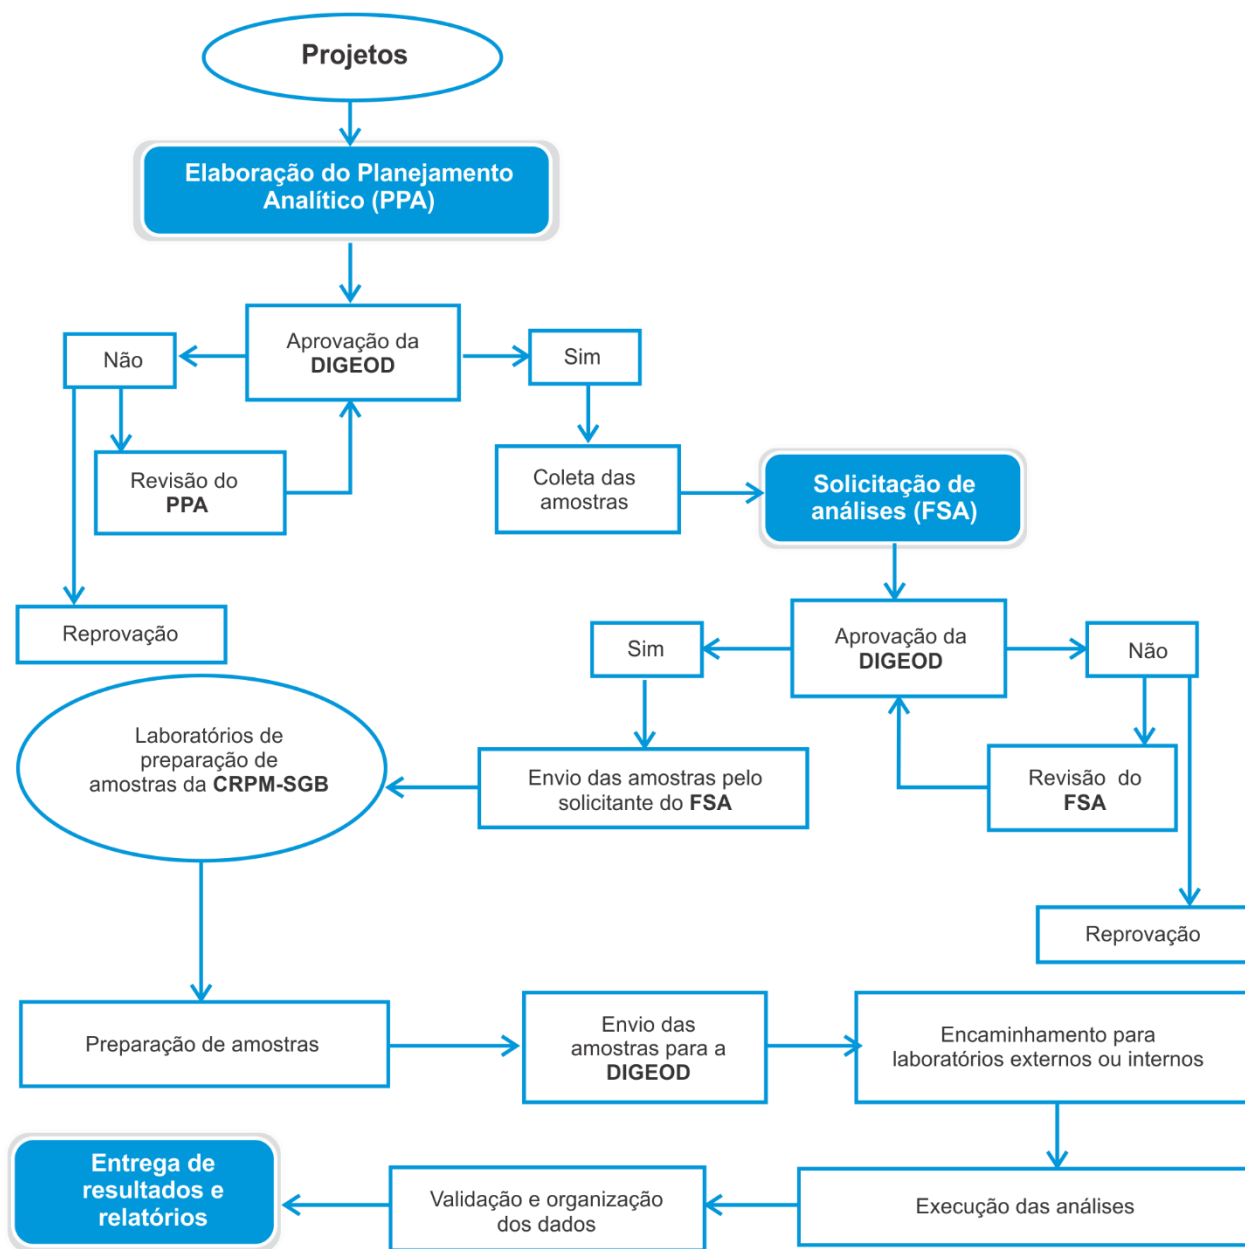 Projetos
Elaboração do Planejamento
Analítico (PPA)
Não
Aprovação da
DIGEOD
Sim
Revisão do
PPA
Coleta das
amostras
Solicitação de
análises (FSA)
Reprovação
Sim
Aprovação da
DIGEOD
Não
Laboratórios de
preparação de
amostras da CRPM-SGB
Envio das amostras pelo
solicitante do FSA
Revisão do
FSA
Reprovação
Preparação de amostras
Envio das
amostras para a
DIGEOD
Encaminhamento para
laboratórios externos ou internos
Entrega de
resultados e
relatórios
Validação e organização
dos dados
Execução das análises